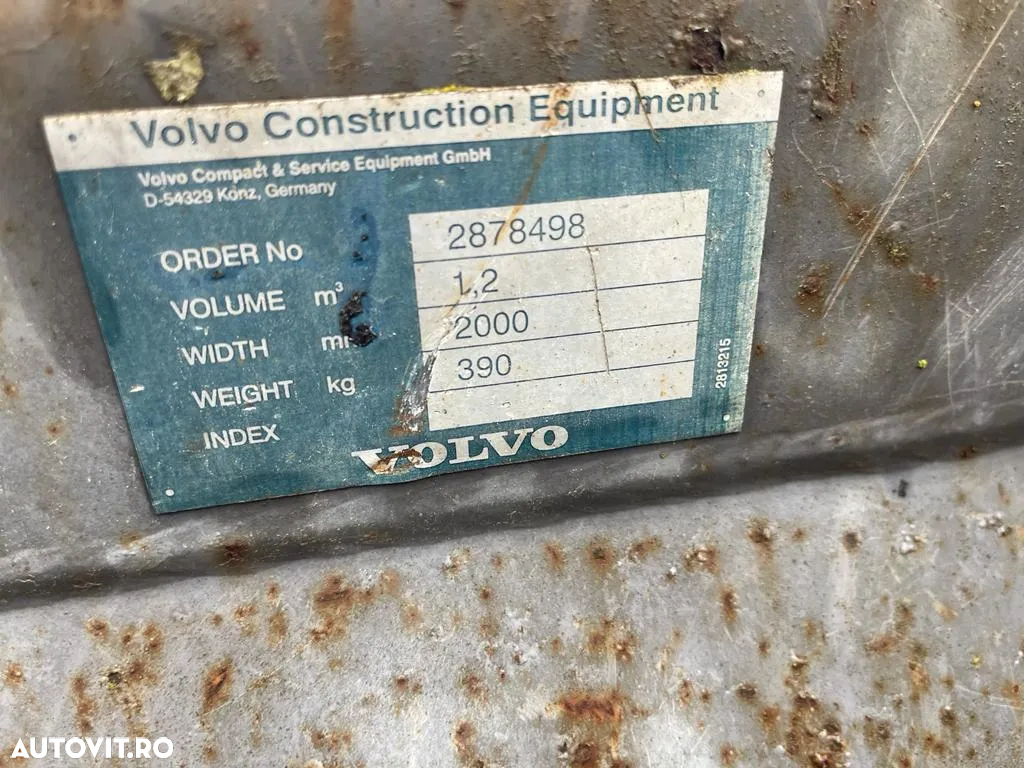 Volvo Construction Equipment
Volvo Compact & Service Equipment GmbH
D-54329 Konz, Germany
ORDER No 2878498
VOLUME m³ 1,2
WIDTH 2000
WEIGHT kg 390
INDEX
2813215
VOLVO
AUTOVIT.RO